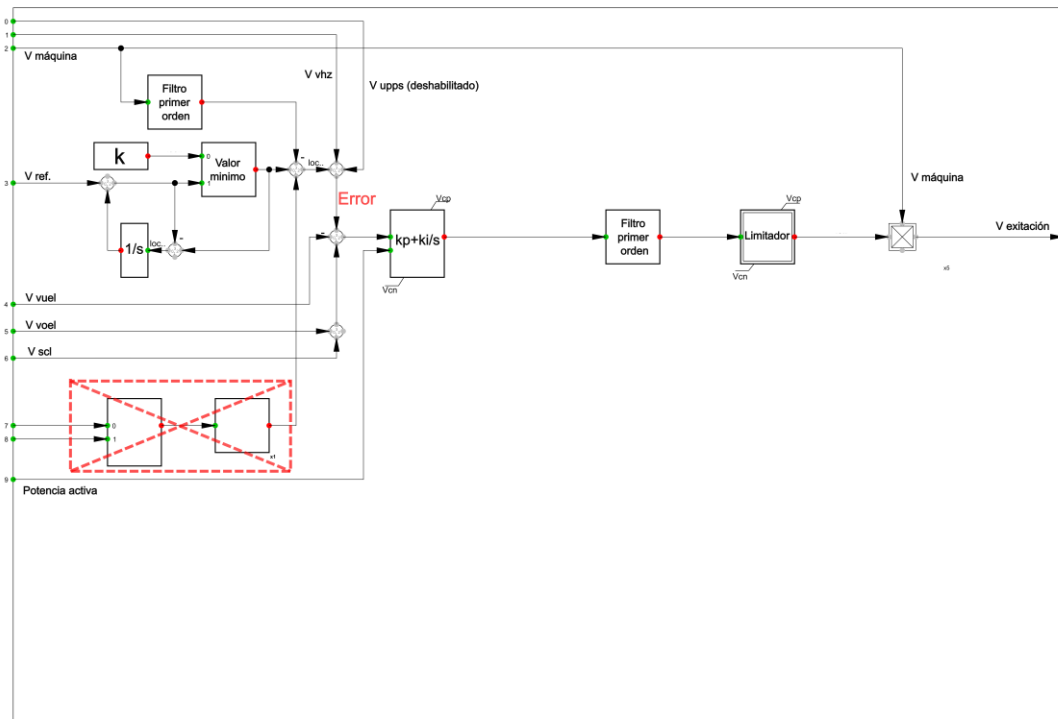 0
1
2
V máquina
V vhz
V upps (deshabilitado)
Filtro
primer
orden
k
0
1
Valor
minimo
-
loc..
3
V ref.
V máquina
Error
Vcp
kp+ki/s
Vcn
-
Filtro
primer
orden
Vcp
Limitador
Vcn
V exitación
1/s
loc..
-
4
V vuel
5
V voel
6
V scl
7
8
0
1
9
Potencia activa